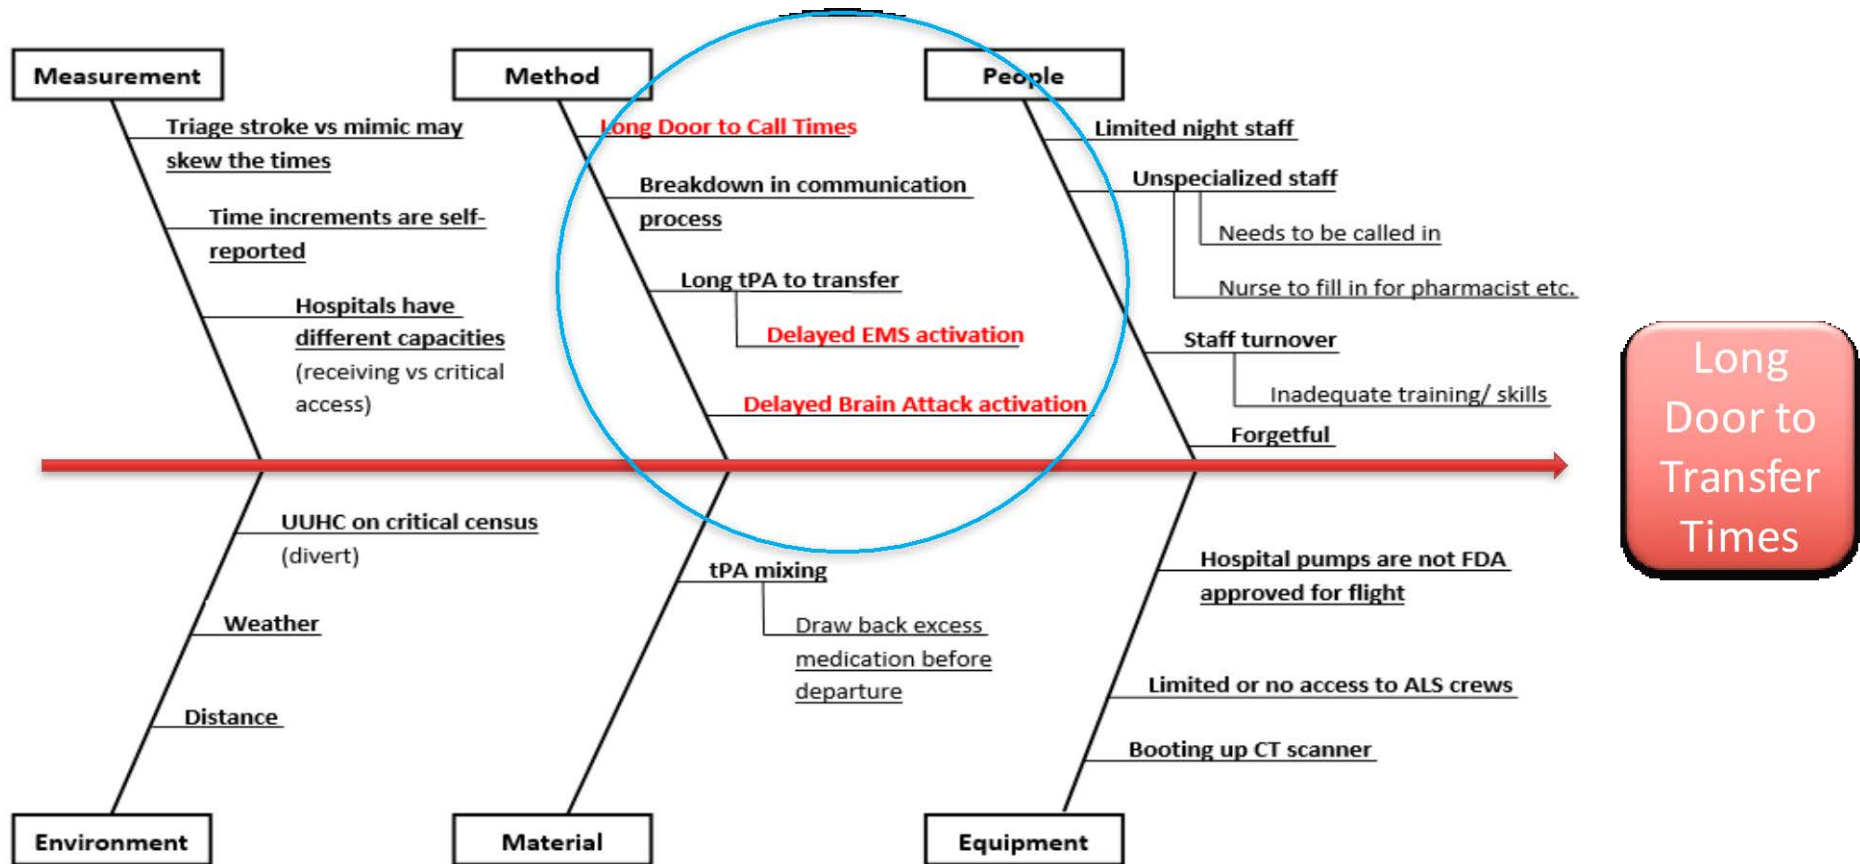 Measurement
Triage stroke vs mimic may
skew the times
Time increments are self-
reported
Hospitals have
different capacities
(receiving vs critical
access)
Method
Long Door to Call Times
Breakdown in communication
process
Long tPA to transfer
Delayed EMS activation
Delayed Brain Attack activation
People
Limited night staff
Unspecialized staff
Needs to be called in
Nurse to fill in for pharmacist etc.
Staff turnover
Inadequate training/ skills
Forgetful
Long
Door to
Transfer
Times
UUHC on critical census
(divert)
Weather
Distance
Environment
tPA mixing
Draw back excess
medication before
departure
Material
Hospital pumps are not FDA
approved for flight
Limited or no access to ALS crews
Booting up CT scanner
Equipment